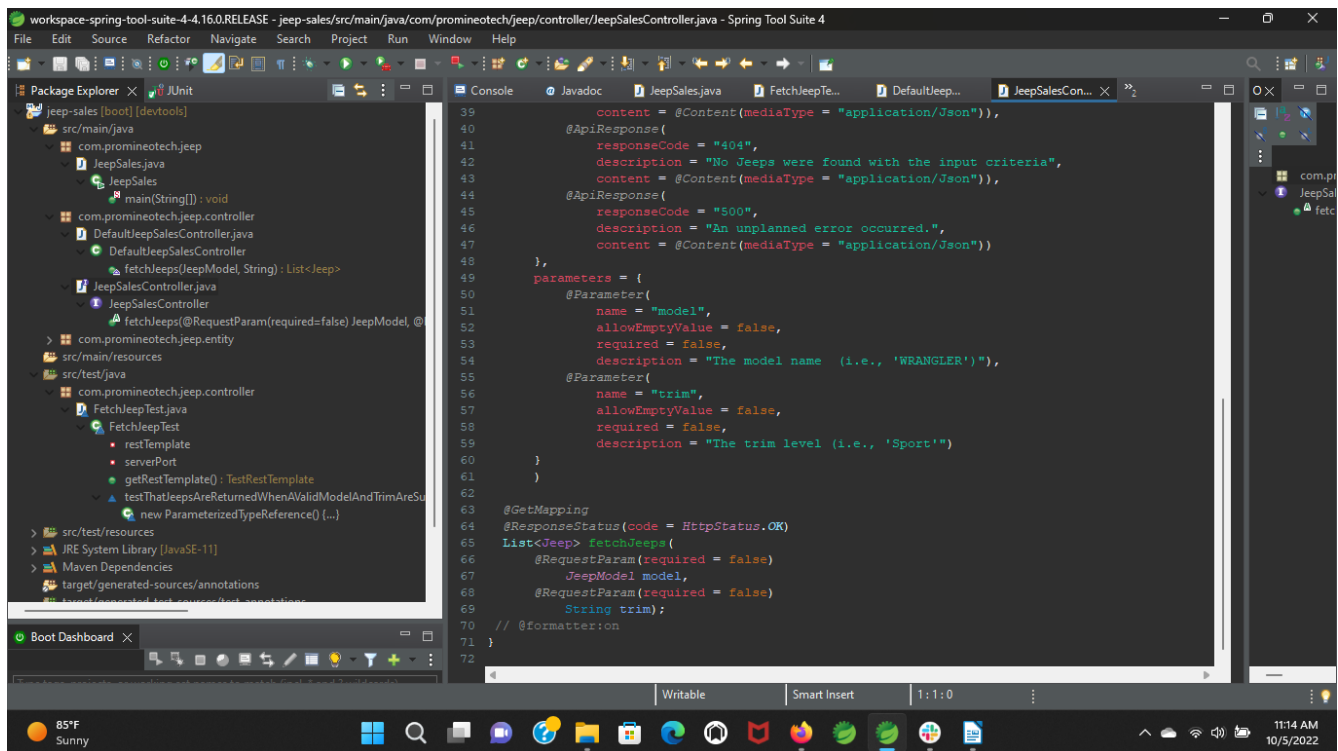 workspace-spring-tool-suite-4-4.16.0.RELEASE - jeep-sales/src/main/java/com/promineotech/jeep/controller/JeepSalesController.java - Spring Tool Suite 4
File Edit Source Refactor Navigate Search Project Run Window Help
Package Explorer JUnit
jeep-sales [boot] [devtools]
src/main/java
com.promineotech.jeep
JeepSales.java
JeepSales
main(String[]) : void
com.promineotech.jeep.controller
DefaultJeepSalesController.java
DefaultJeepSalesController
fetchJeeps(JeepModel, String) : List<Jeep>
JeepSalesController.java
JeepSalesController
fetchJeeps(@RequestParam(required=false) JeepModel, @
com.promineotech.jeep.entity
src/main/resources
src/test/java
com.promineotech.jeep.controller
FetchJeepTest.java
FetchJeepTest
restTemplate
serverPort
getRestTemplate() : TestRestTemplate
testThatJeepsAreReturnedWhenAValidModelAndTrimAreSu
new ParameterizedTypeReference() {...}
src/test/resources
JRE System Library [JavaSE-11]
Maven Dependencies
target/generated-sources/annotations
target/generated-test-sources/test-annotations
Boot Dashboard
Console Javadoc JeepSales.java FetchJeepTe... DefaultJeep... JeepSalesCon... »2
39 content = @Content(mediaType = "application/Json")),
40 @ApiResponse(
41 responseCode = "404",
42 description = "No Jeeps were found with the input criteria",
43 content = @Content(mediaType = "application/Json")),
44 @ApiResponse(
45 responseCode = "500",
46 description = "An unplanned error occurred.",
47 content = @Content(mediaType = "application/Json"))
48 },
49 parameters = {
50 @Parameter(
51 name = "model",
52 allowEmptyValue = false,
53 required = false,
54 description = "The model name  (i.e., 'WRANGLER')"),
55 @Parameter(
56 name = "trim",
57 allowEmptyValue = false,
58 required = false,
59 description = "The trim level (i.e., 'Sport'")
60 }
61 )
62
63 @GetMapping
64 @ResponseStatus(code = HttpStatus.OK)
65 List<Jeep> fetchJeeps(
66 @RequestParam(required = false)
67 JeepModel model,
68 @RequestParam(required = false)
69 String trim);
70 // @formatter:on
71 }
72
com.pr
JeepSal
fetc
Writable Smart Insert 1 : 1 : 0
85°F
Sunny
11:14 AM
10/5/2022